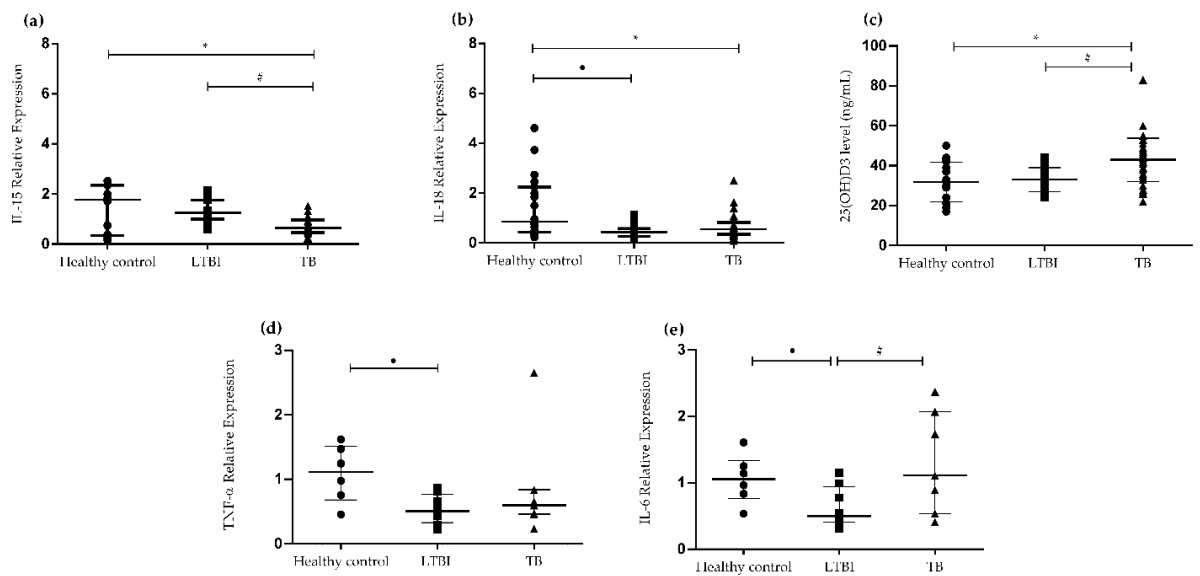 (a)
IL-15 Relative Expression
8
6
4
2
0
*
#
Healthy control LTBI TB
(b)
IL-18 Relative Expression
8
6
4
2
0
*
•
Healthy control LTBI TB
(c)
25(OH)D3 level (ng/mL)
100
80
60
40
20
0
*
#
Healthy control LTBI TB
(d)
TNF-α Relative Expression
3
2
1
0
•
Healthy control LTBI TB
(e)
IL-6 Relative Expression
3
2
1
0
•
#
Healthy control LTBI TB